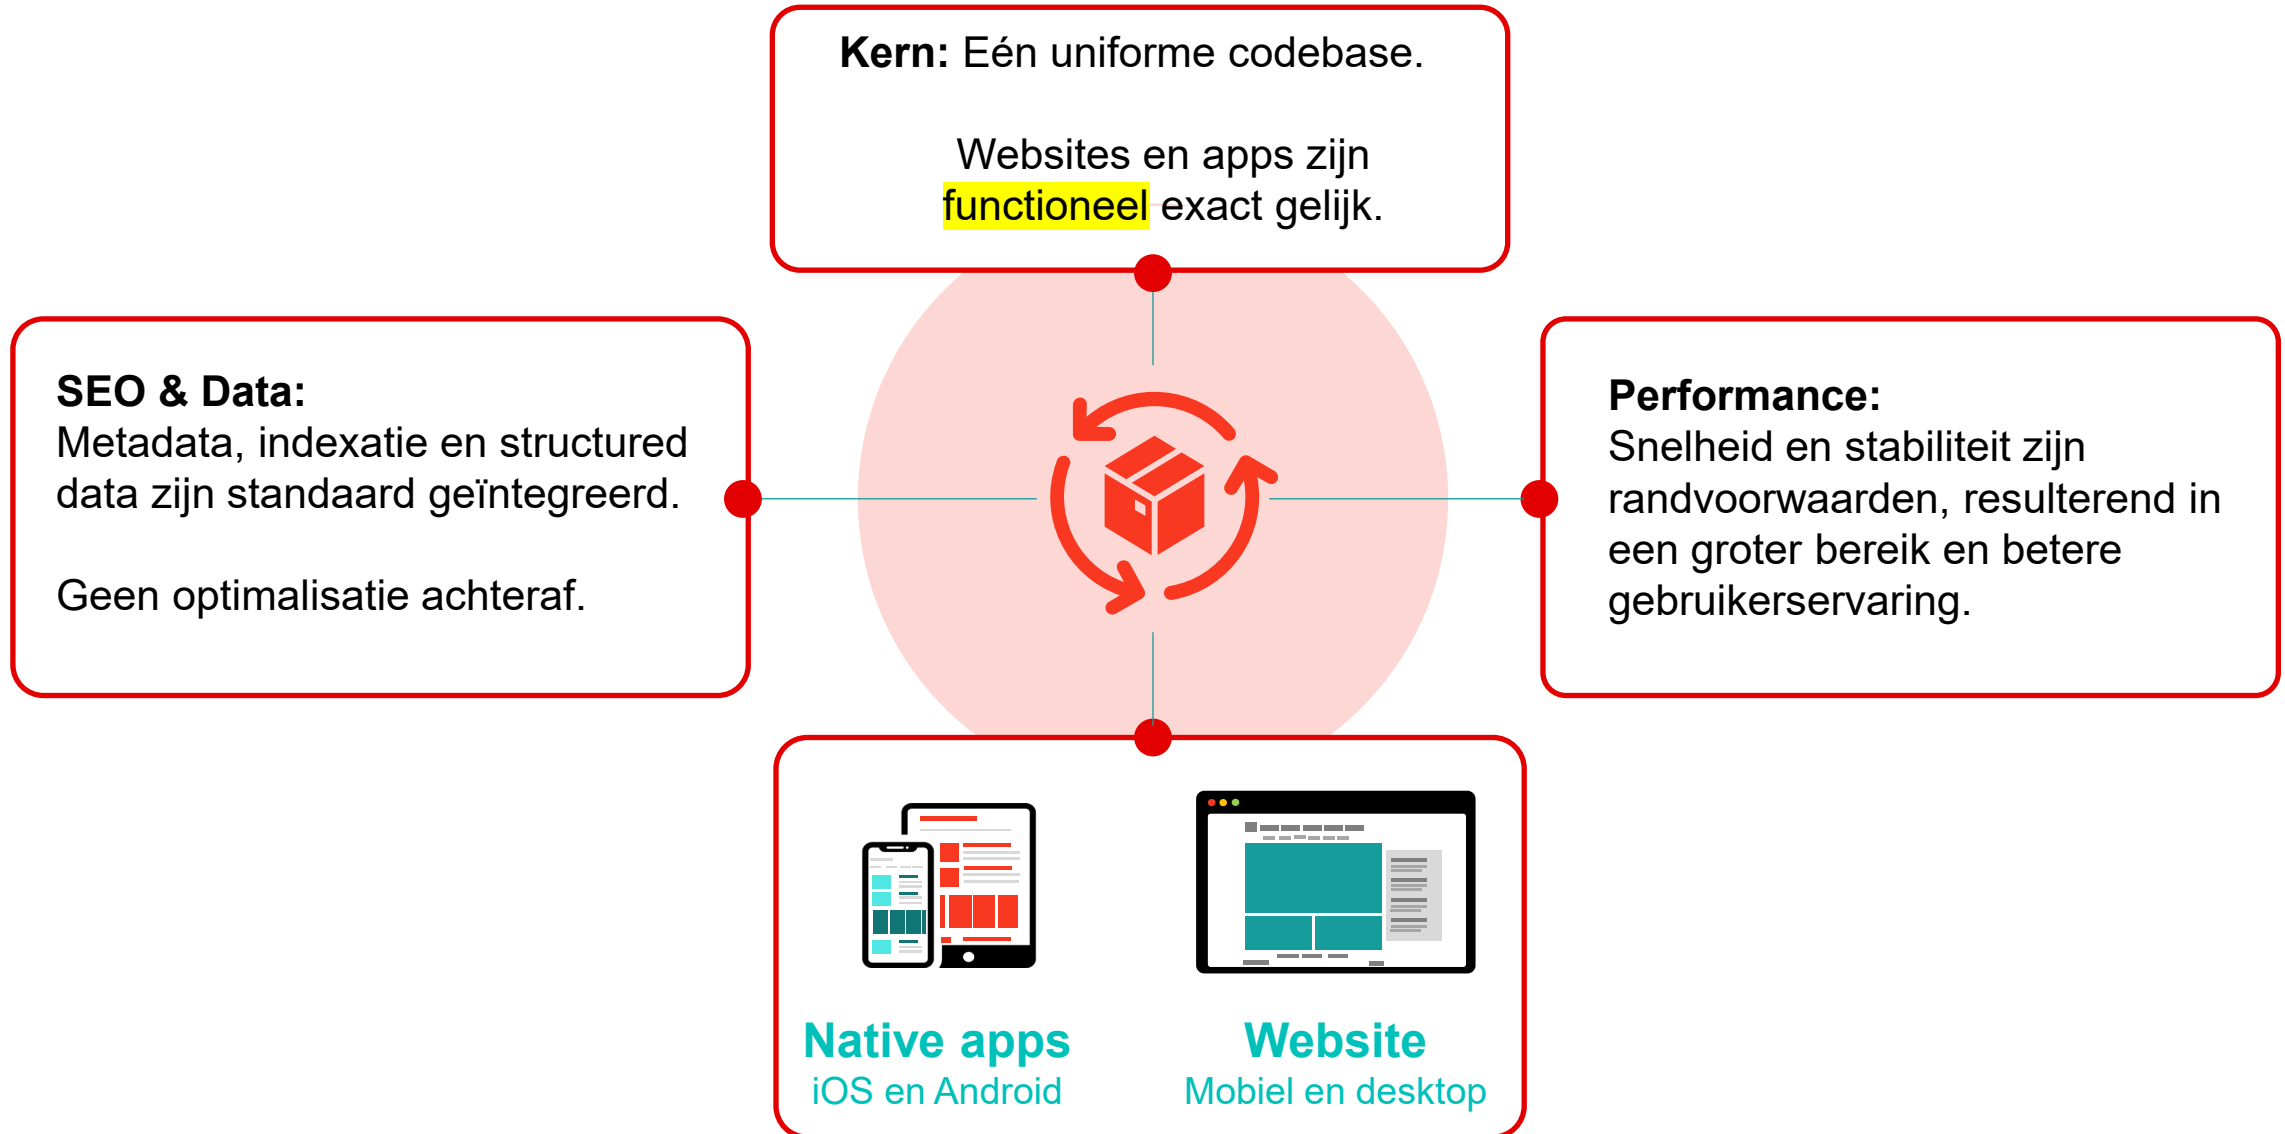 Kern: Eén uniforme codebase.
Websites en apps zijn
functioneel exact gelijk.
SEO & Data:
Metadata, indexatie en structured
data zijn standaard geïntegreerd.
Geen optimalisatie achteraf.
Performance:
Snelheid en stabiliteit zijn
randvoorwaarden, resulterend in
een groter bereik en betere
gebruikerservaring.
Native apps
iOS en Android
Website
Mobiel en desktop